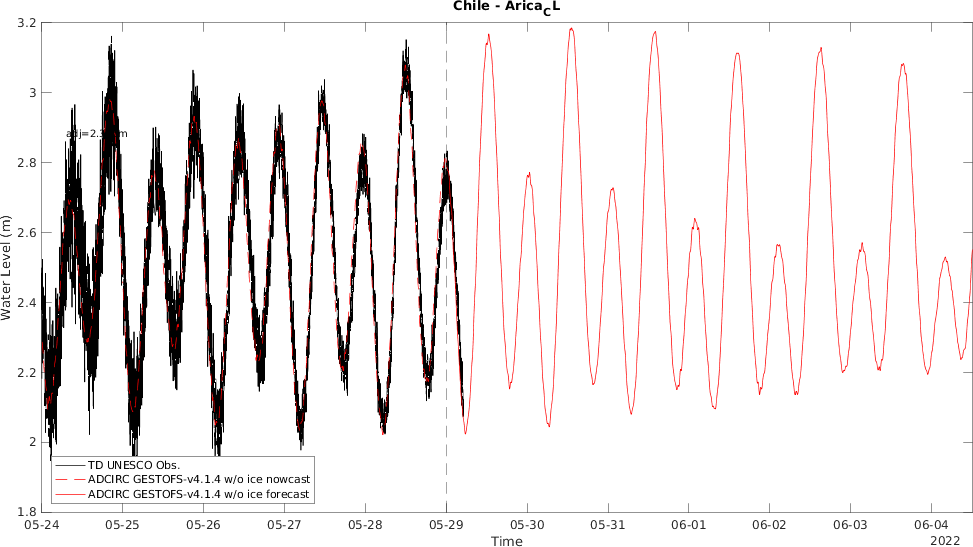 Chile - Arica_CL
3.2
3
2.8
2.6
2.4
2.2
2
1.8
Water Level (m)
TD UNESCO Obs.
ADCIRC GESTOFS-v4.1.4 w/o ice nowcast
ADCIRC GESTOFS-v4.1.4 w/o ice forecast
05-24 05-25 05-26 05-27 05-28 05-29 05-30 05-31 06-01 06-02 06-03 06-04
Time
2022